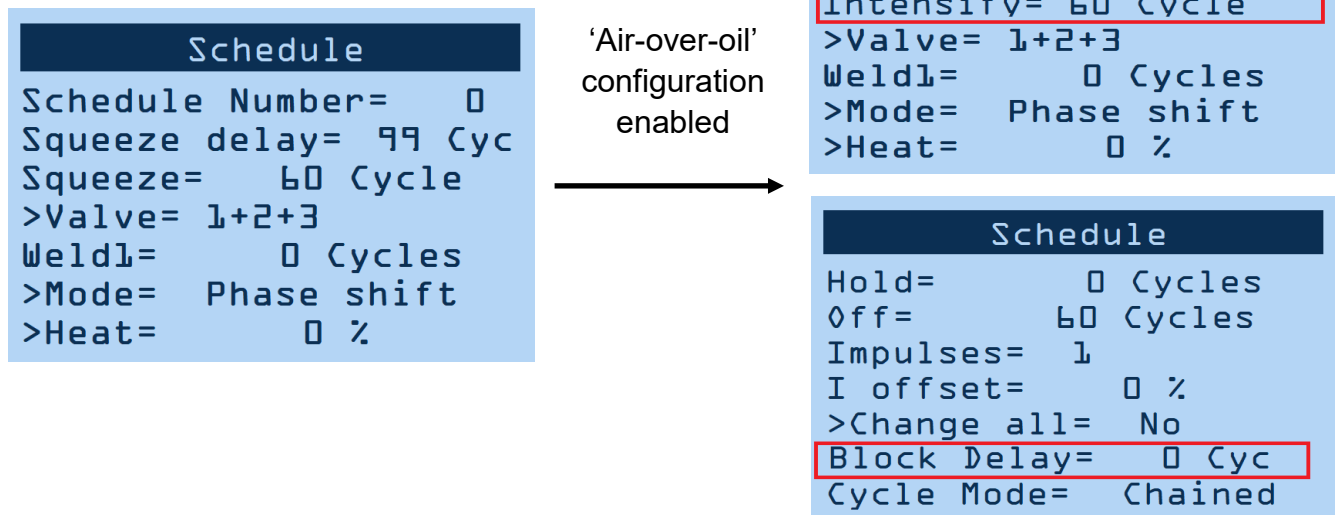 Schedule
Schedule Number= 0
Squeeze delay= 99 Cyc
Squeeze= 60 Cycle
>Valve= 1+2+3
Weld1= 0 Cycles
>Mode= Phase shift
>Heat= 0 %
‘Air-over-oil’
configuration
enabled
Intensify= 60 Cycle
>Valve= 1+2+3
Weld1= 0 Cycles
>Mode= Phase shift
>Heat= 0 %
Schedule
Hold= 0 Cycles
Off= 60 Cycles
Impulses= 1
I offset= 0 %
>Change all= No
Block Delay= 0 Cyc
Cycle Mode= Chained